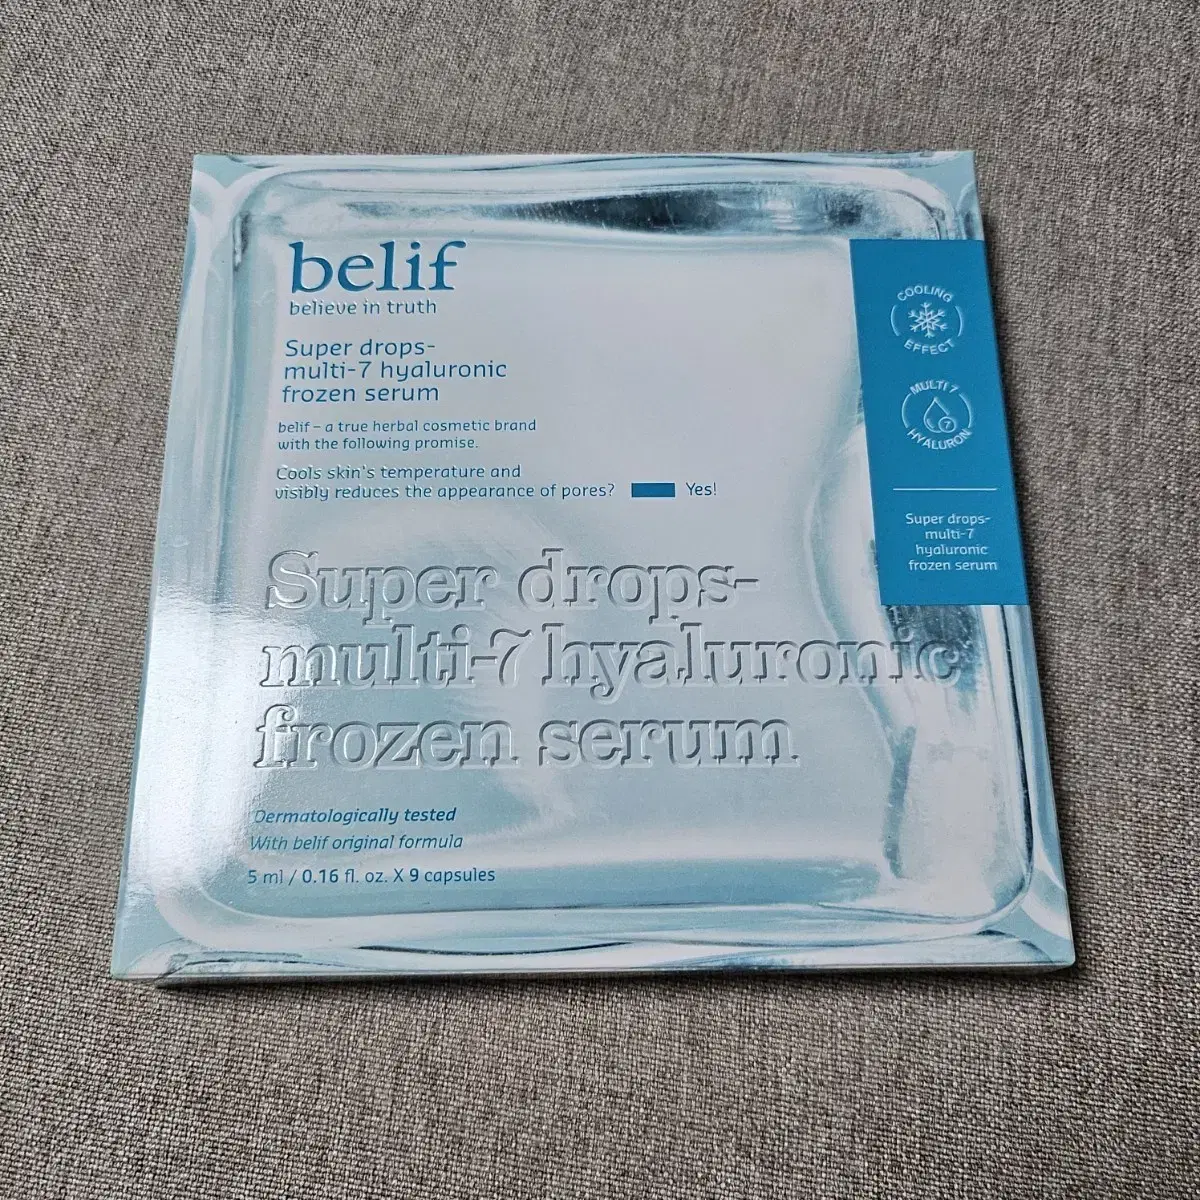 belif
believe in truth
Super drops-
multi-7 hyaluronic
frozen serum
belif – a true herbal cosmetic brand
with the following promise.
Cools skin's temperature and
visibly reduces the appearance of pores? Yes!
Super drops-
multi-7 hyaluronic
frozen serum
Dermatologically tested
With belif original formula
5 ml / 0.16 fl. oz. X 9 capsules
COOLING
EFFECT
MULTI 7
7
HYALURON
Super drops-
multi-7
hyaluronic
frozen serum